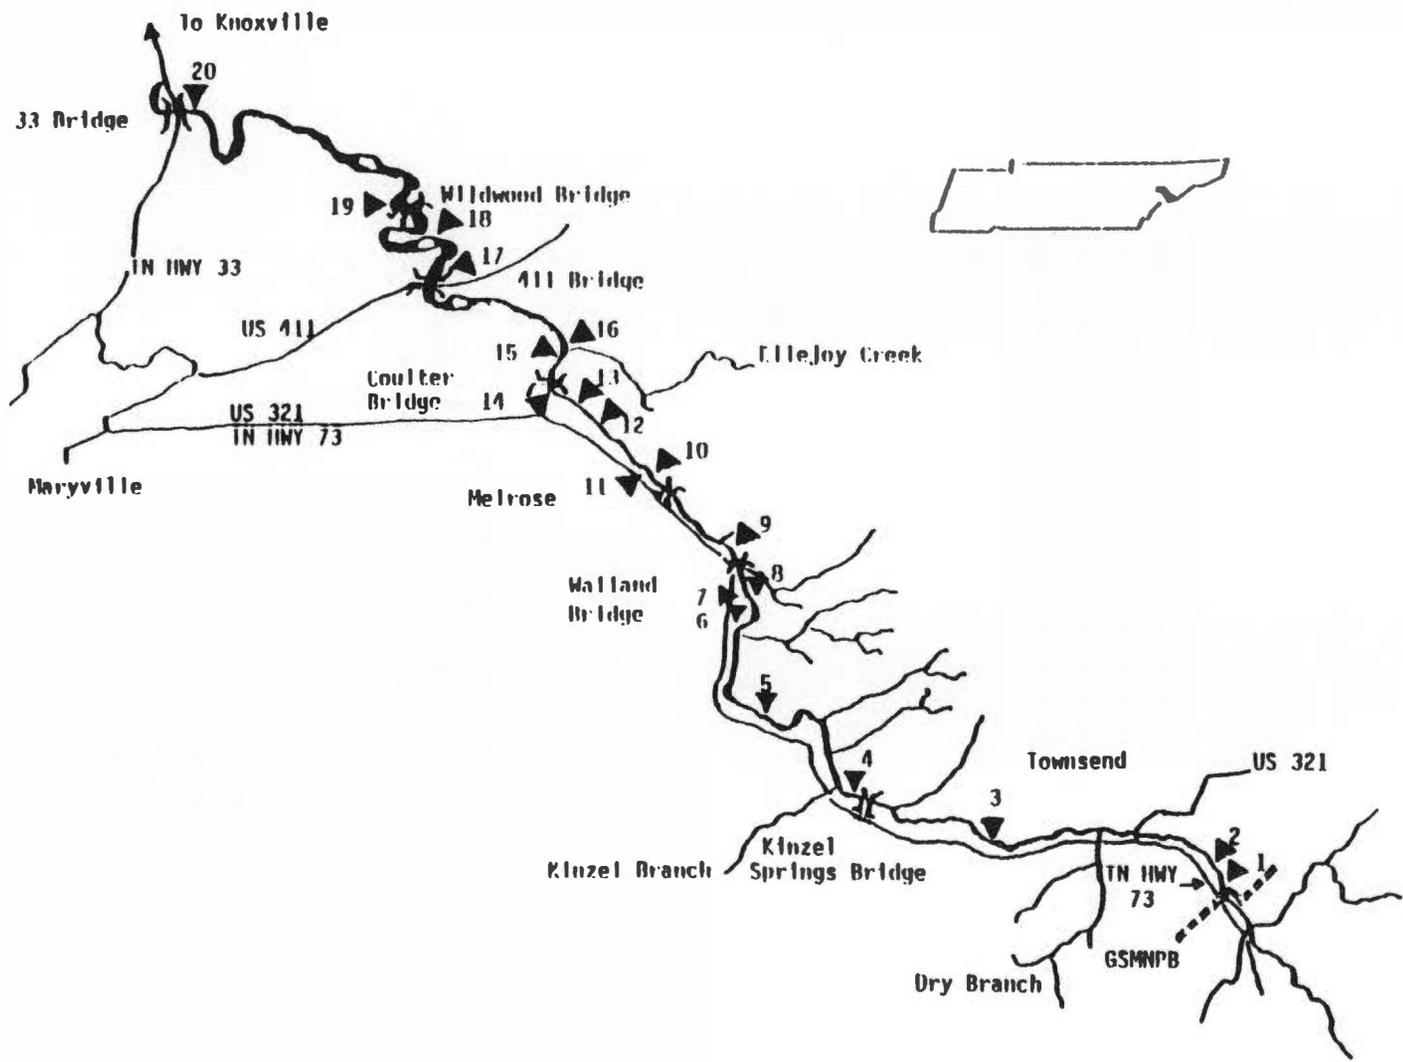 To Knoxville
20
33 Bridge
Wildwood Bridge
19
18
17
TN HWY 33
411 Bridge
US 411
16
15
Ellejoy Creek
Coulter
Bridge
13
14
12
US 321
TN HWY 73
10
Maryville
11
Melrose
9
8
Walland
Bridge
7
6
5
4
Townsend
US 321
3
2
1
Kinzel
Springs Bridge
Kinzel Branch
TN HWY
73
GSMNPB
Dry Branch